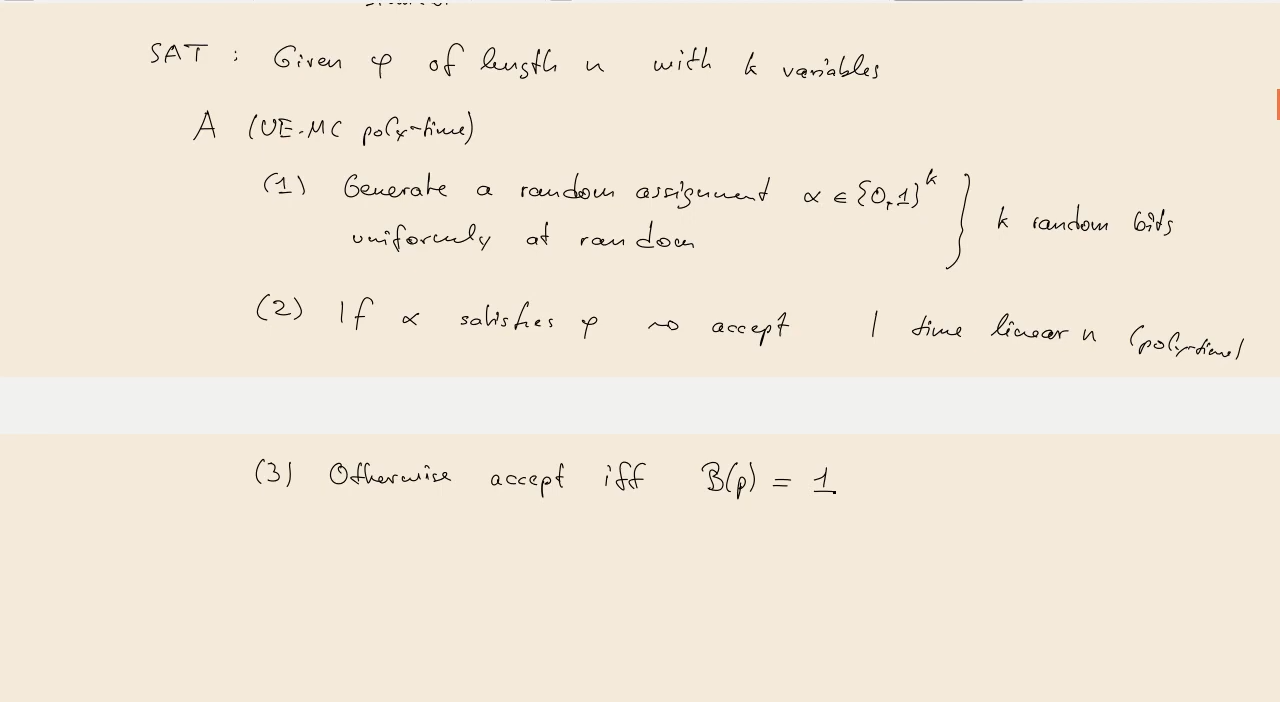 SAT : Given φ of length n with k variables
A (UE-MC poly-time)
(1) Generate a random assignment α ∈ {0,1}^k
uniformly at random
k random bits
(2) If α satisfies φ ⇝ accept | time linear n (poly-time)
(3) Otherwise accept iff B(p) = 1.